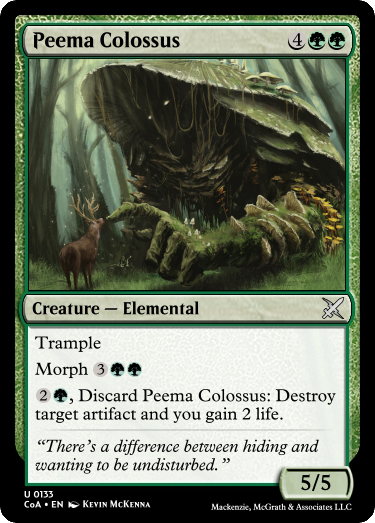 Peema Colossus 4
Creature — Elemental
Trample
Morph 3
2, Discard Peema Colossus: Destroy
target artifact and you gain 2 life.
“There’s a difference between hiding and
wanting to be undisturbed.”
5/5
U 0133
CoA • EN Kevin McKenna
Mackenzie, McGrath & Associates LLC